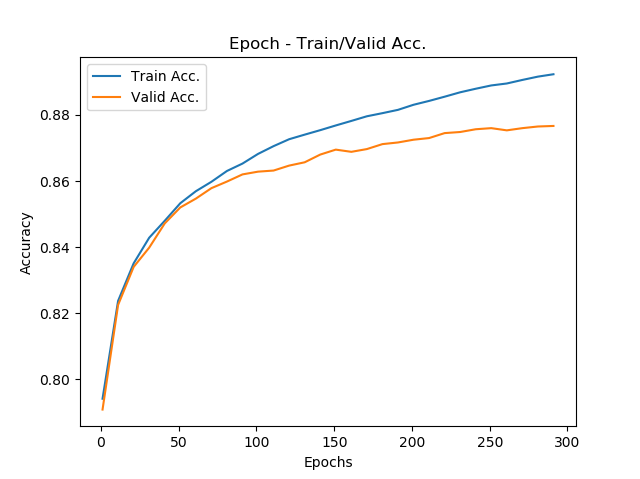 Epoch - Train/Valid Acc.
Train Acc.
Valid Acc.
0.88
0.86
0.84
0.82
0.80
Accuracy
0 50 100 150 200 250 300
Epochs